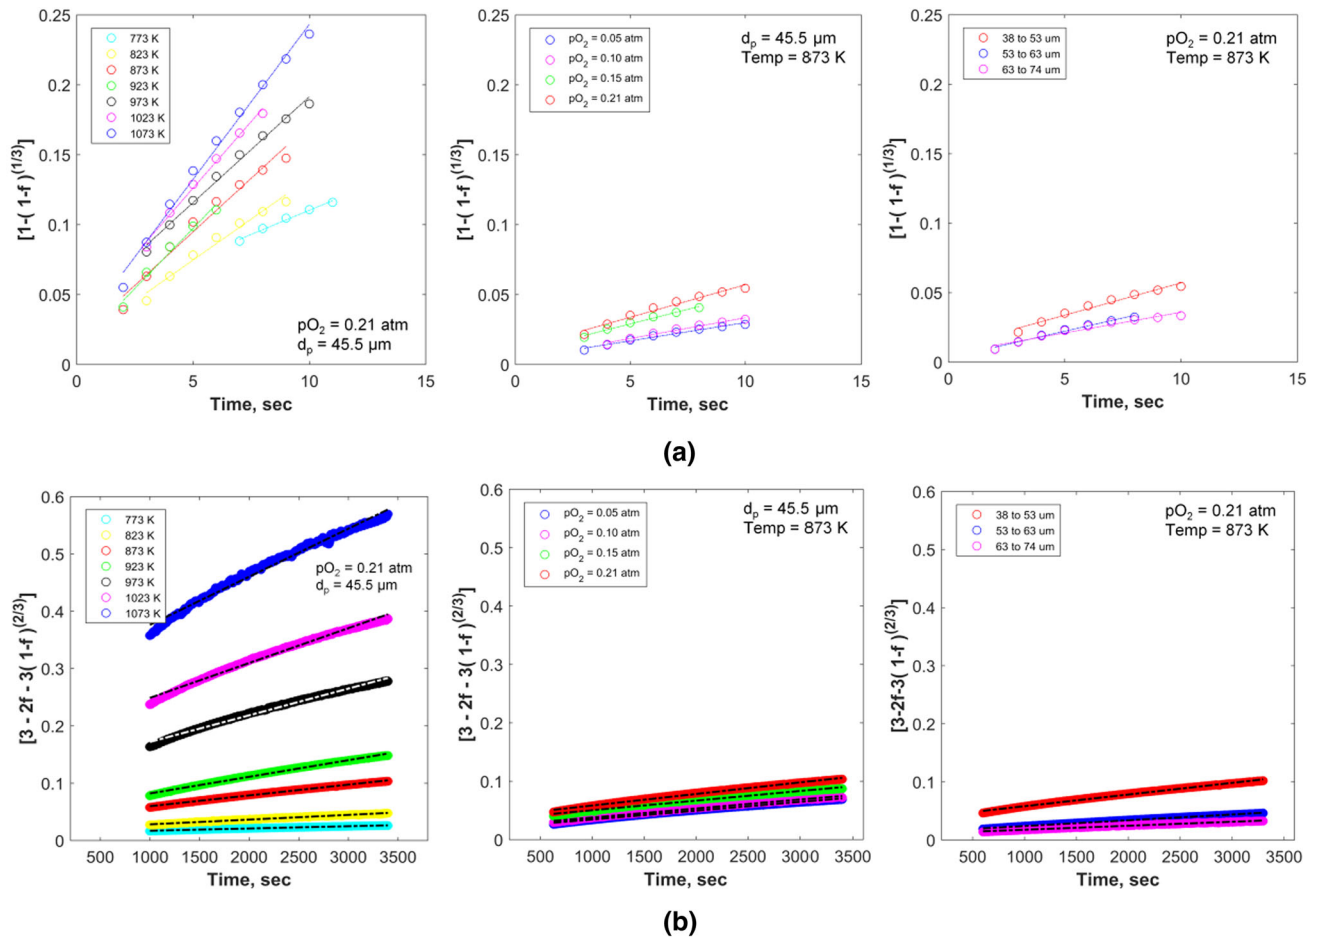 (a)
0.25
0.2
0.15
0.1
0.05
0
[1-( 1-f )^(1/3)]
773 K
823 K
873 K
923 K
973 K
1023 K
1073 K
pO2 = 0.21 atm
dp = 45.5 µm
0 5 10 15
Time, sec
0.25
0.2
0.15
0.1
0.05
0
[1-( 1-f )^(1/3)]
pO2 = 0.05 atm
pO2 = 0.10 atm
pO2 = 0.15 atm
pO2 = 0.21 atm
dp = 45.5 µm
Temp = 873 K
0 5 10 15
Time, sec
0.25
0.2
0.15
0.1
0.05
0
[1-( 1-f )^(1/3)]
38 to 53 um
53 to 63 um
63 to 74 um
pO2 = 0.21 atm
Temp = 873 K
0 5 10 15
Time, sec
(b)
0.6
0.5
0.4
0.3
0.2
0.1
0
[3 - 2f - 3( 1-f )^(2/3)]
773 K
823 K
873 K
923 K
973 K
1023 K
1073 K
pO2 = 0.21 atm
dp = 45.5 µm
500 1000 1500 2000 2500 3000 3500
Time, sec
0.6
0.5
0.4
0.3
0.2
0.1
0
[3 - 2f - 3( 1-f )^(2/3)]
pO2 = 0.05 atm
pO2 = 0.10 atm
pO2 = 0.15 atm
pO2 = 0.21 atm
dp = 45.5 µm
Temp = 873 K
500 1000 1500 2000 2500 3000 3500
Time, sec
0.6
0.5
0.4
0.3
0.2
0.1
0
[3-2f-3( 1-f )^(2/3)]
38 to 53 um
53 to 63 um
63 to 74 um
pO2 = 0.21 atm
Temp = 873 K
500 1000 1500 2000 2500 3000 3500
Time, sec